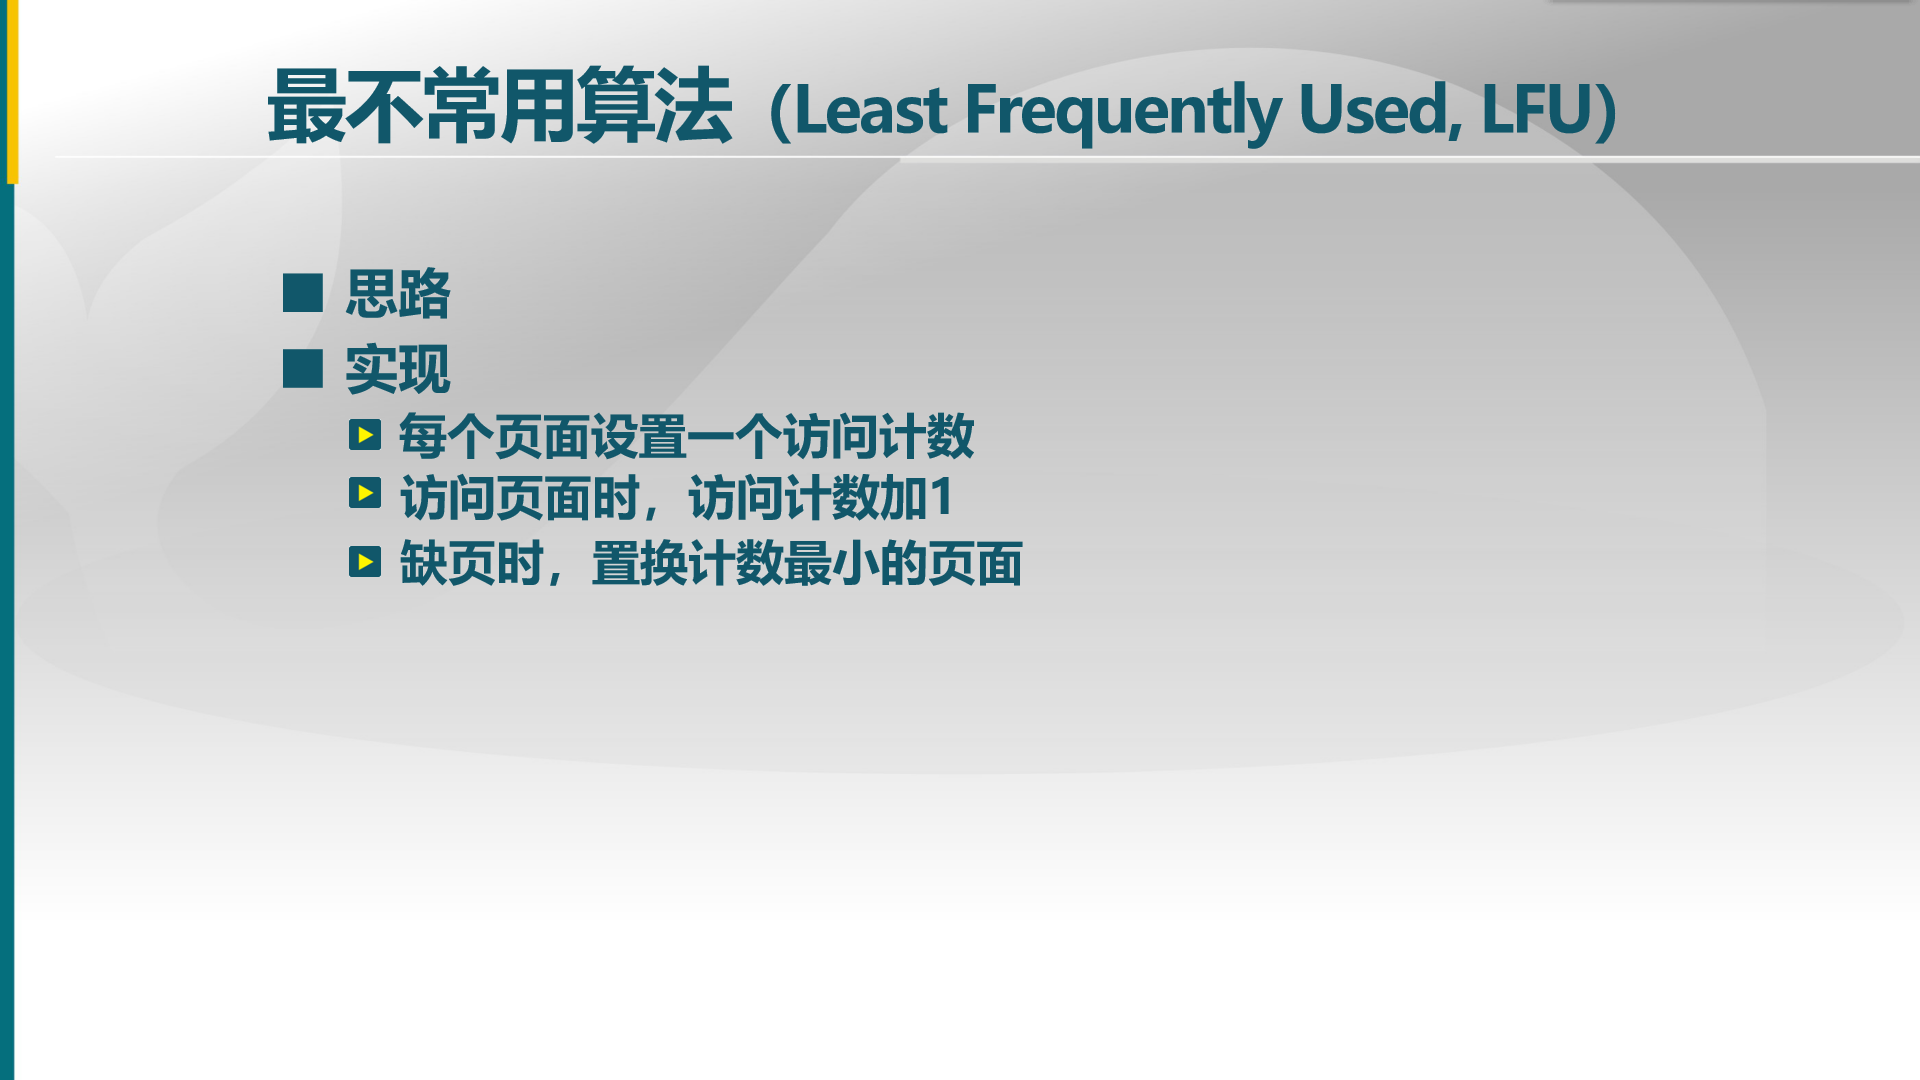 最不常用算法（Least Frequently Used, LFU）
思路
实现
每个页面设置一个访问计数
访问页面时，访问计数加1
缺页时，置换计数最小的页面